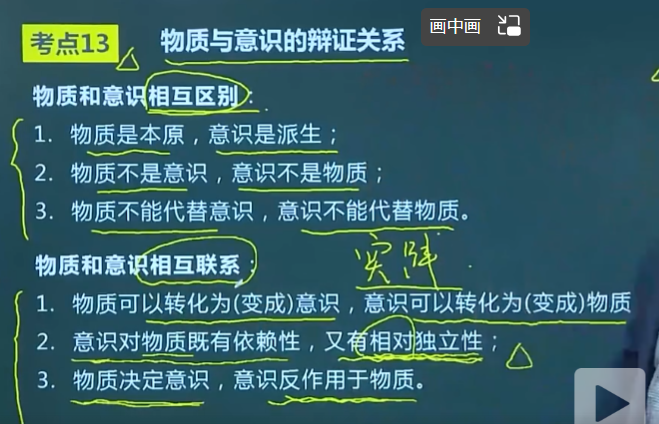 画中画
考点13 物质与意识的辩证关系
物质和意识相互区别：
1. 物质是本原，意识是派生；
2. 物质不是意识，意识不是物质；
3. 物质不能代替意识，意识不能代替物质。
物质和意识相互联系：
实践
1. 物质可以转化为(变成)意识，意识可以转化为(变成)物质
2. 意识对物质既有依赖性，又有相对独立性；
3. 物质决定意识，意识反作用于物质。